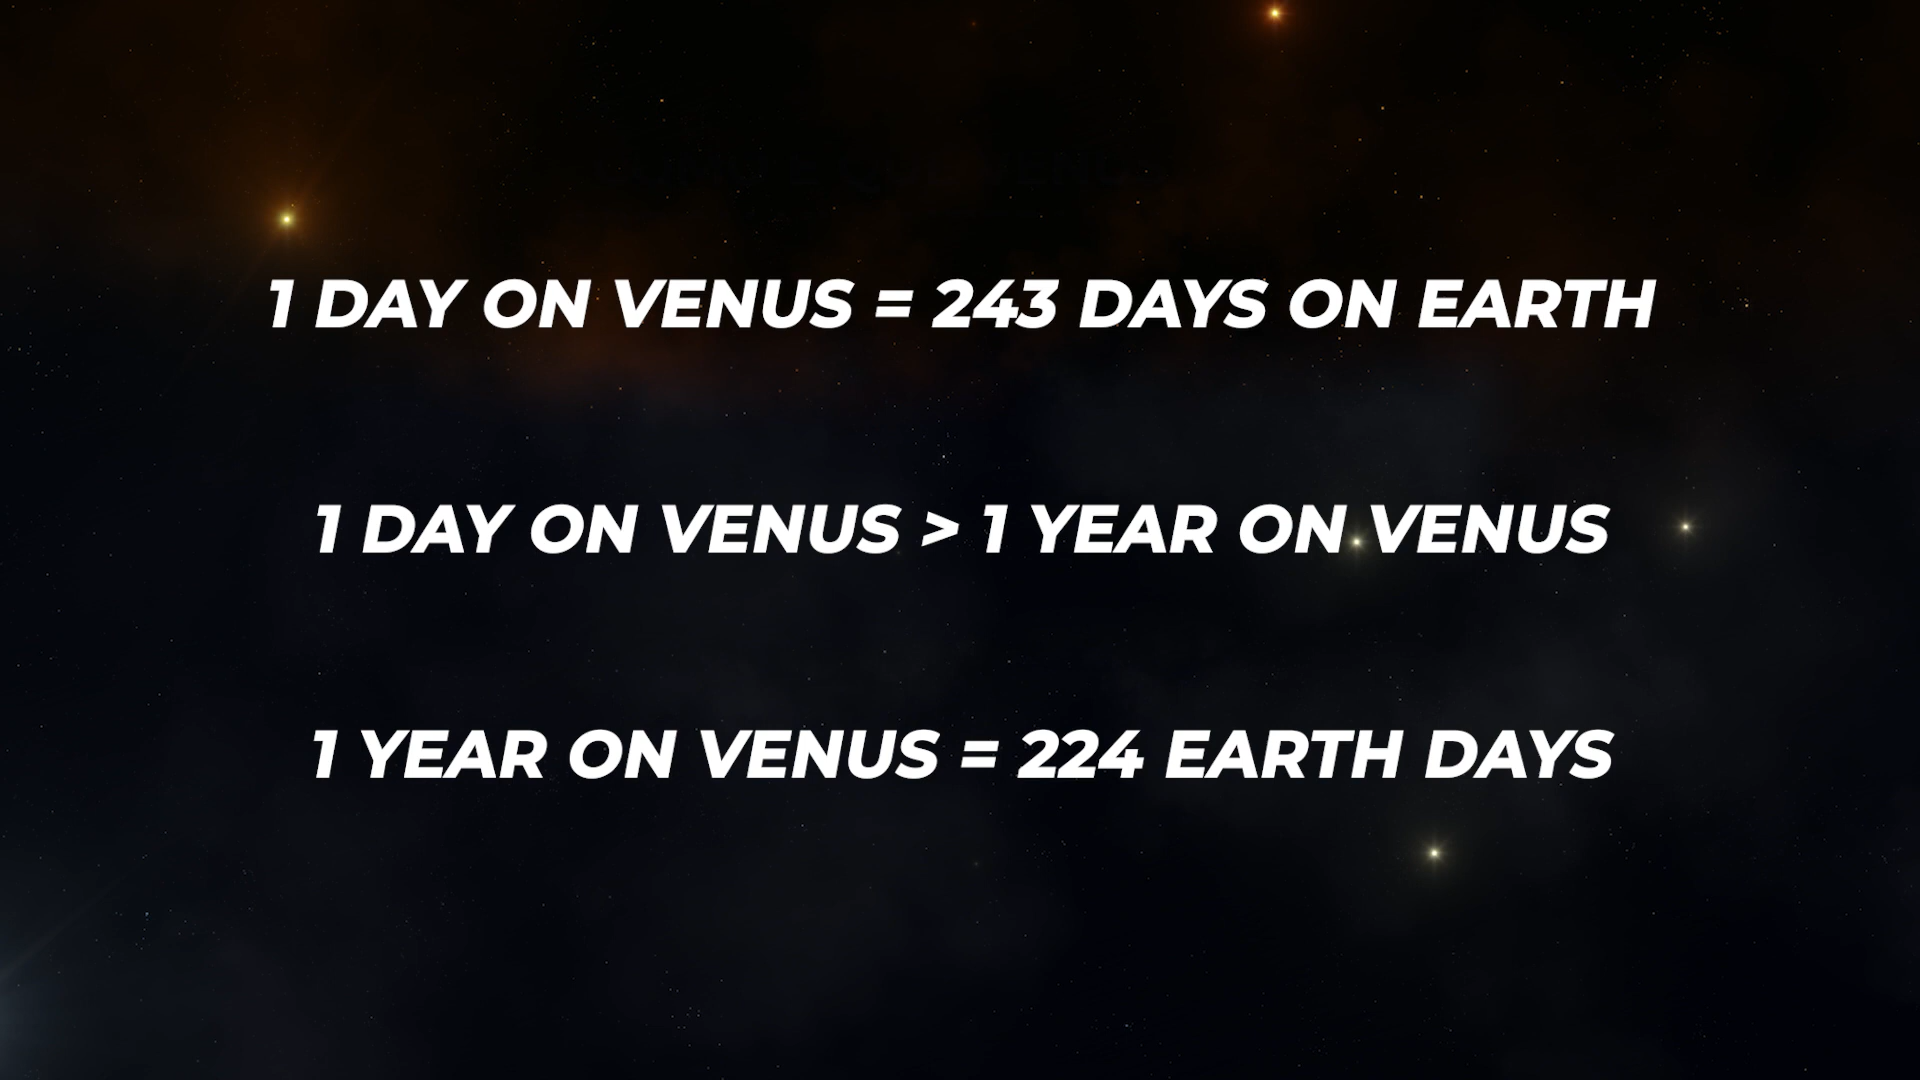 1 DAY ON VENUS = 243 DAYS ON EARTH
1 DAY ON VENUS > 1 YEAR ON VENUS
1 YEAR ON VENUS = 224 EARTH DAYS